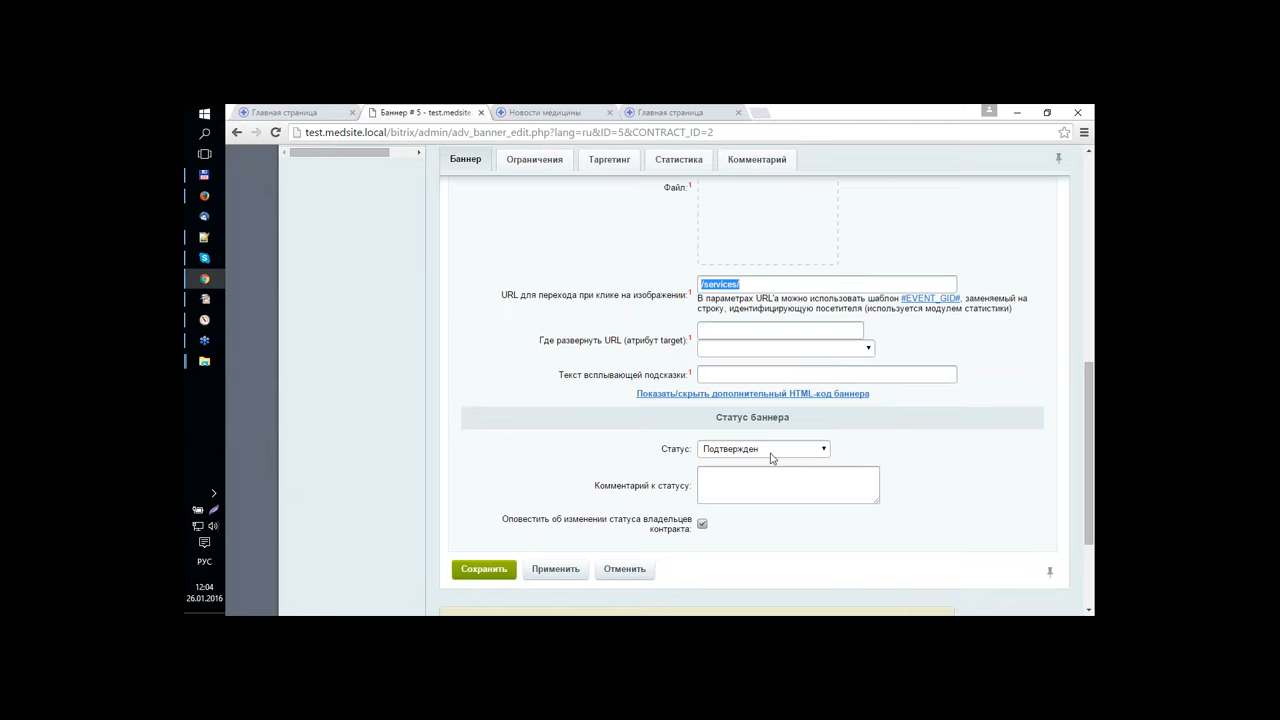 Главная страница
Баннер # 5 - test.medsite.
Новости медицины
Главная страница
test.medsite.local/bitrix/admin/adv_banner_edit.php?lang=ru&ID=5&CONTRACT_ID=2
Баннер
Ограничения
Таргетинг
Статистика
Комментарий
Файл:1
URL для перехода при клике на изображении:1
/services/
В параметрах URL'а можно использовать шаблон #EVENT_GID#, заменяемый на
строку, идентифицирующую посетителя (используется модулем статистики)
Где развернуть URL (атрибут target):1
Текст всплывающей подсказки:1
Показать/скрыть дополнительный HTML-код баннера
Статус баннера
Статус:
Подтвержден
Комментарий к статусу:
Оповестить об изменении статуса владельцев
контракта:
Сохранить
Применить
Отменить
РУС
12:04
26.01.2016